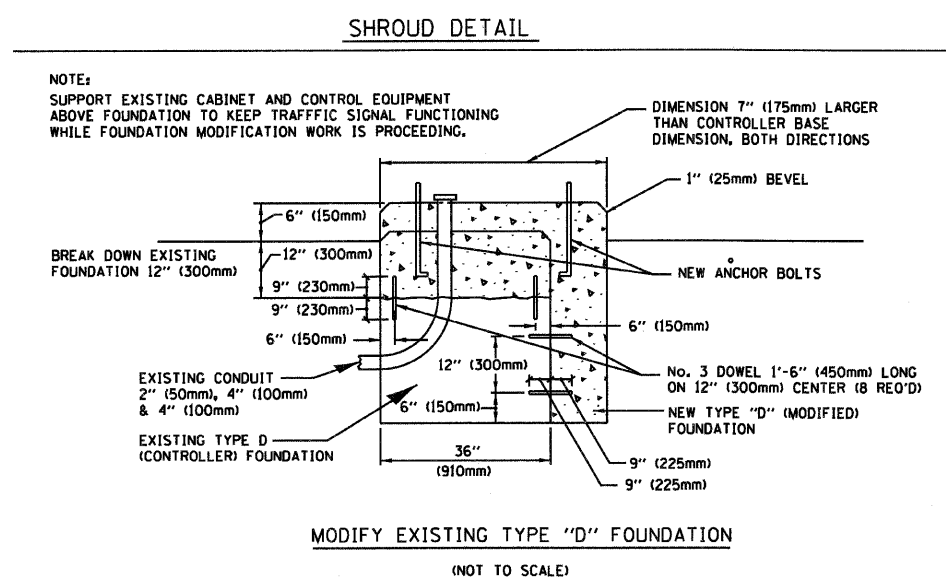 SHROUD DETAIL
NOTE:
SUPPORT EXISTING CABINET AND CONTROL EQUIPMENT
ABOVE FOUNDATION TO KEEP TRAFFFIC SIGNAL FUNCTIONING
WHILE FOUNDATION MODIFICATION WORK IS PROCEEDING.
DIMENSION 7" (175mm) LARGER
THAN CONTROLLER BASE
DIMENSION, BOTH DIRECTIONS
1" (25mm) BEVEL
6" (150mm)
BREAK DOWN EXISTING
FOUNDATION 12" (300mm)
12" (300mm)
NEW ANCHOR BOLTS
9" (230mm)
9" (230mm)
6" (150mm)
6" (150mm)
12" (300mm)
No. 3 DOWEL 1'-6" (450mm) LONG
ON 12" (300mm) CENTER (8 REQ'D)
EXISTING CONDUIT
2" (50mm), 4" (100mm)
& 4" (100mm)
6" (150mm)
NEW TYPE "D" (MODIFIED)
FOUNDATION
EXISTING TYPE D
(CONTROLLER) FOUNDATION
36"
(910mm)
9" (225mm)
9" (225mm)
MODIFY EXISTING TYPE "D" FOUNDATION
(NOT TO SCALE)